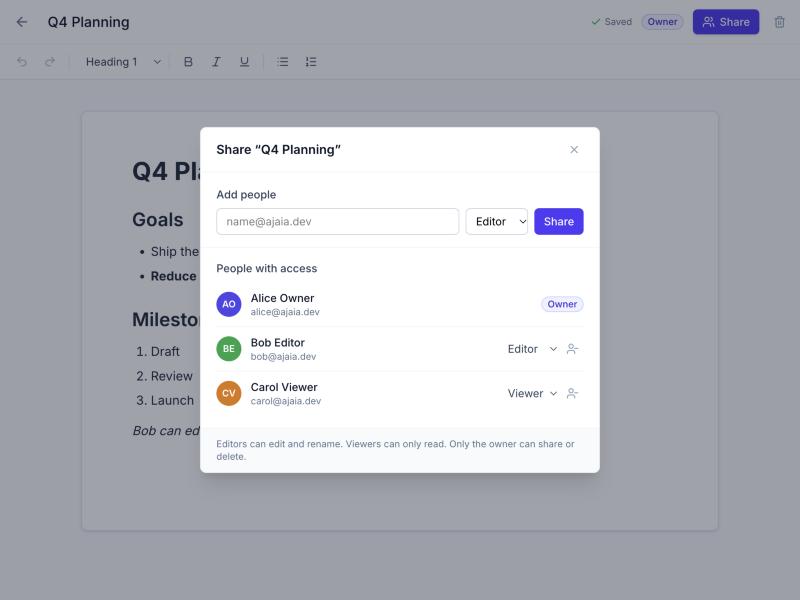 Q4 Planning
Saved
Owner
Share
Heading 1
B I U
Share “Q4 Planning”
Add people
name@ajaia.dev
Editor
Share
People with access
AO
Alice Owner
alice@ajaia.dev
Owner
BE
Bob Editor
bob@ajaia.dev
Editor
CV
Carol Viewer
carol@ajaia.dev
Viewer
Editors can edit and rename. Viewers can only read. Only the owner can share or
delete.
Q4 Pla
Goals
• Ship the
• Reduce
Milesto
1. Draft
2. Review
3. Launch
Bob can ed